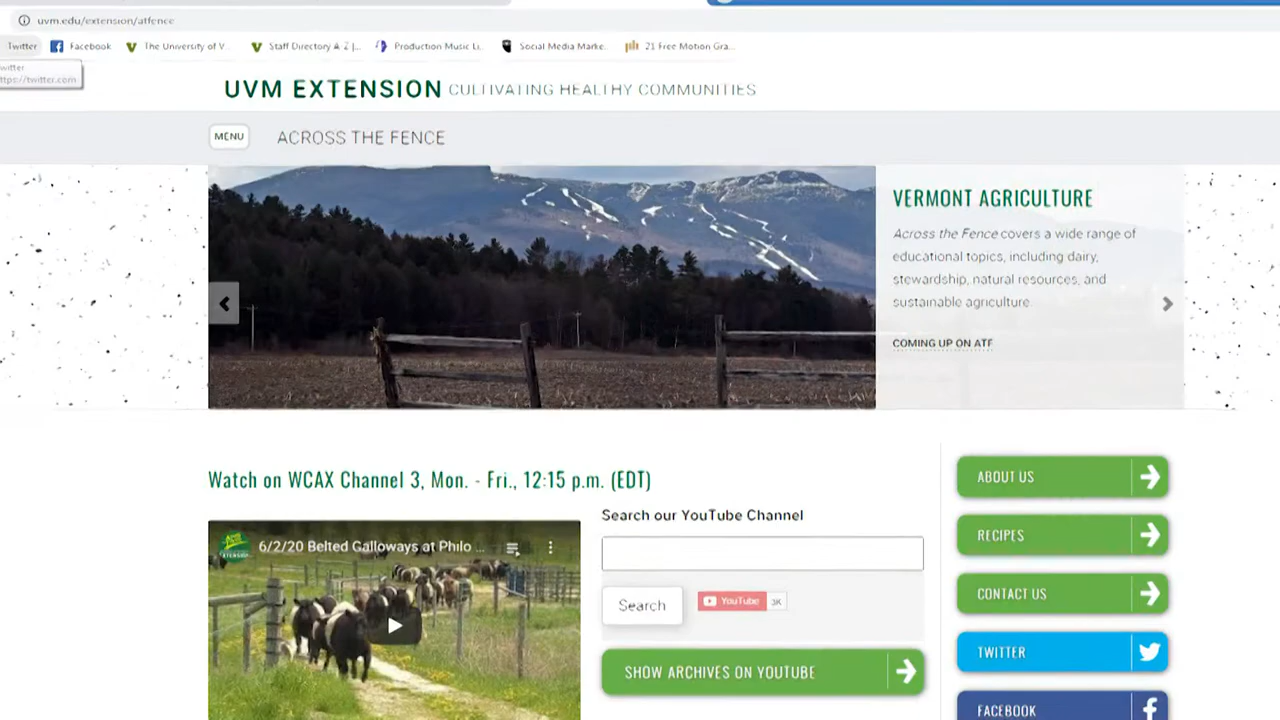 uvm.edu/extension/atfence
Twitter
Facebook
The University of V...
Staff Directory A-Z |...
Production Music Li...
Social Media Marke...
21 Free Motion Gra...
witter
ttps://twitter.com
UVM EXTENSION CULTIVATING HEALTHY COMMUNITIES
MENU
ACROSS THE FENCE
VERMONT AGRICULTURE
Across the Fence covers a wide range of
educational topics, including dairy,
stewardship, natural resources, and
sustainable agriculture.
COMING UP ON ATF
Watch on WCAX Channel 3, Mon. - Fri., 12:15 p.m. (EDT)
6/2/20 Belted Galloways at Philo ...
EXTENSION
Search our YouTube Channel
Search
YouTube
3K
SHOW ARCHIVES ON YOUTUBE
ABOUT US
RECIPES
CONTACT US
TWITTER
FACEBOOK